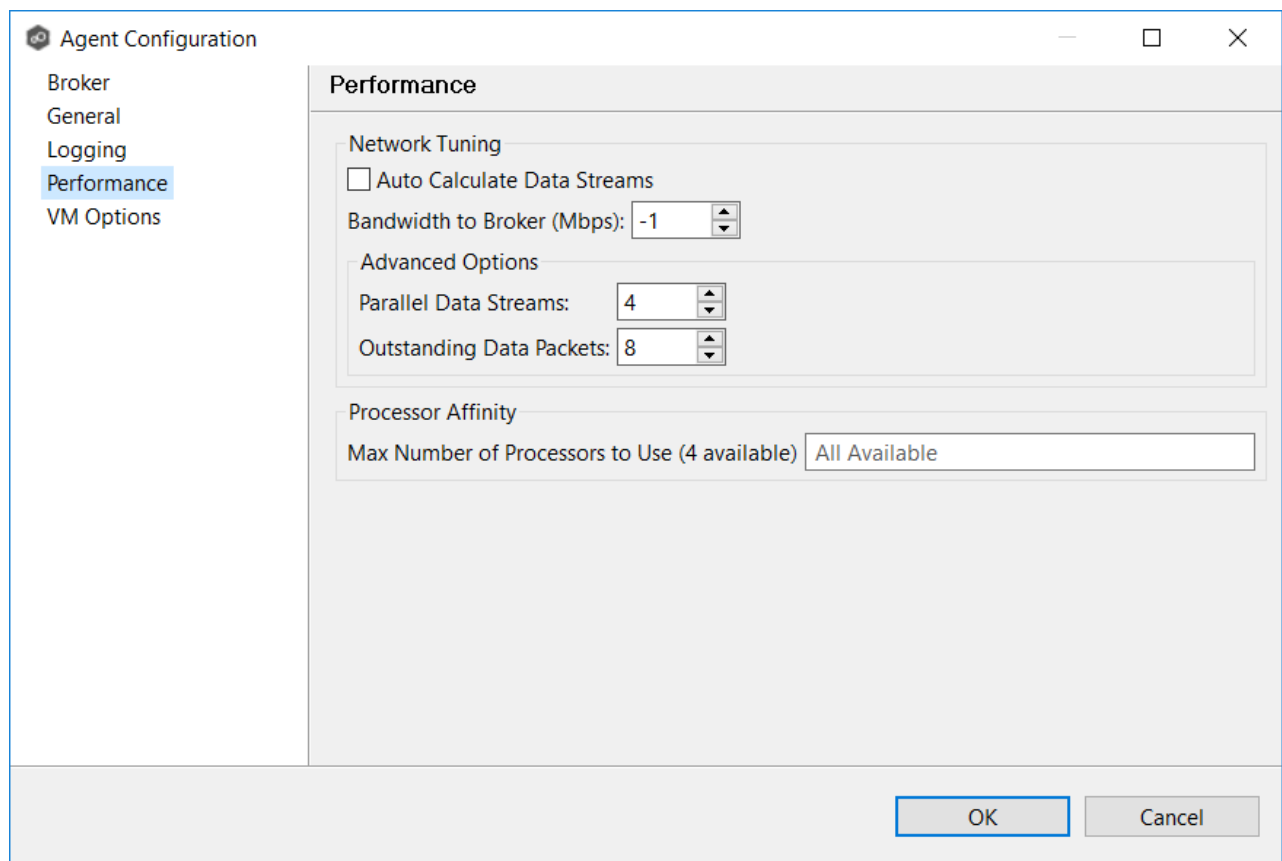 Agent Configuration
Broker
General
Logging
Performance
VM Options
Performance
Network Tuning
Auto Calculate Data Streams
Bandwidth to Broker (Mbps): -1
Advanced Options
Parallel Data Streams: 4
Outstanding Data Packets: 8
Processor Affinity
Max Number of Processors to Use (4 available) All Available
OK Cancel